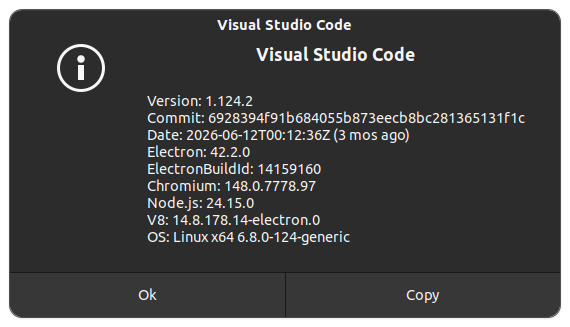 Visual Studio Code
Visual Studio Code
Version: 1.124.2
Commit: 6928394f91b684055b873eecb8bc281365131f1c
Date: 2026-06-12T00:12:36Z (3 mos ago)
Electron: 42.2.0
ElectronBuildId: 14159160
Chromium: 148.0.7778.97
Node.js: 24.15.0
V8: 14.8.178.14-electron.0
OS: Linux x64 6.8.0-124-generic
Ok
Copy